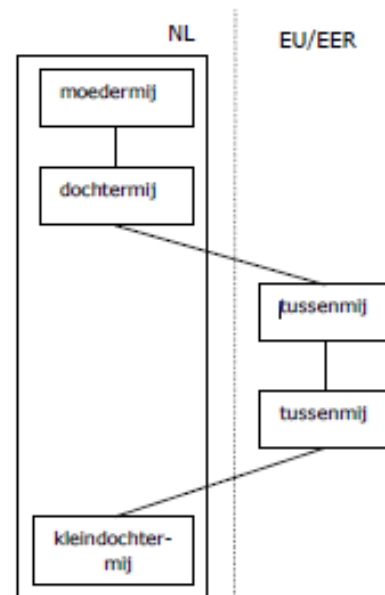 NL
EU/EER
moedermij
dochtermij
tussenmij
tussenmij
kleindochter-
mij